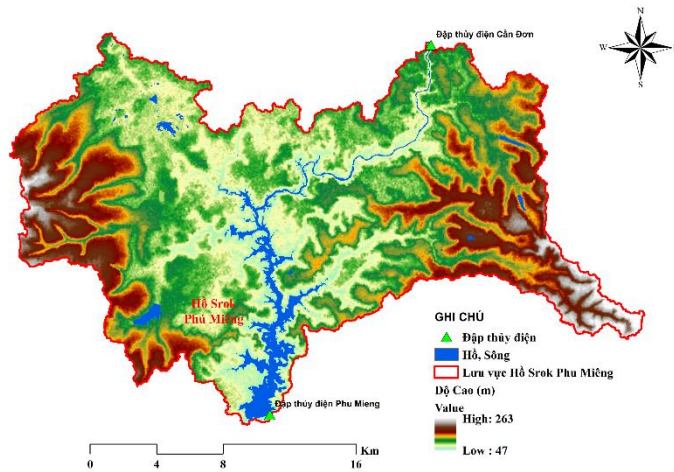 Đập thủy điện Cần Đơn
N
W
E
S
Hồ Srok
Phú Miêng
Đập thủy điện Phu Mieng
GHI CHÚ
Đập thủy điện
Hồ, Sông
Lưu vực Hồ Srok Phu Miêng
Độ Cao (m)
Value
High: 263
Low : 47
Km
0 4 8 12 16